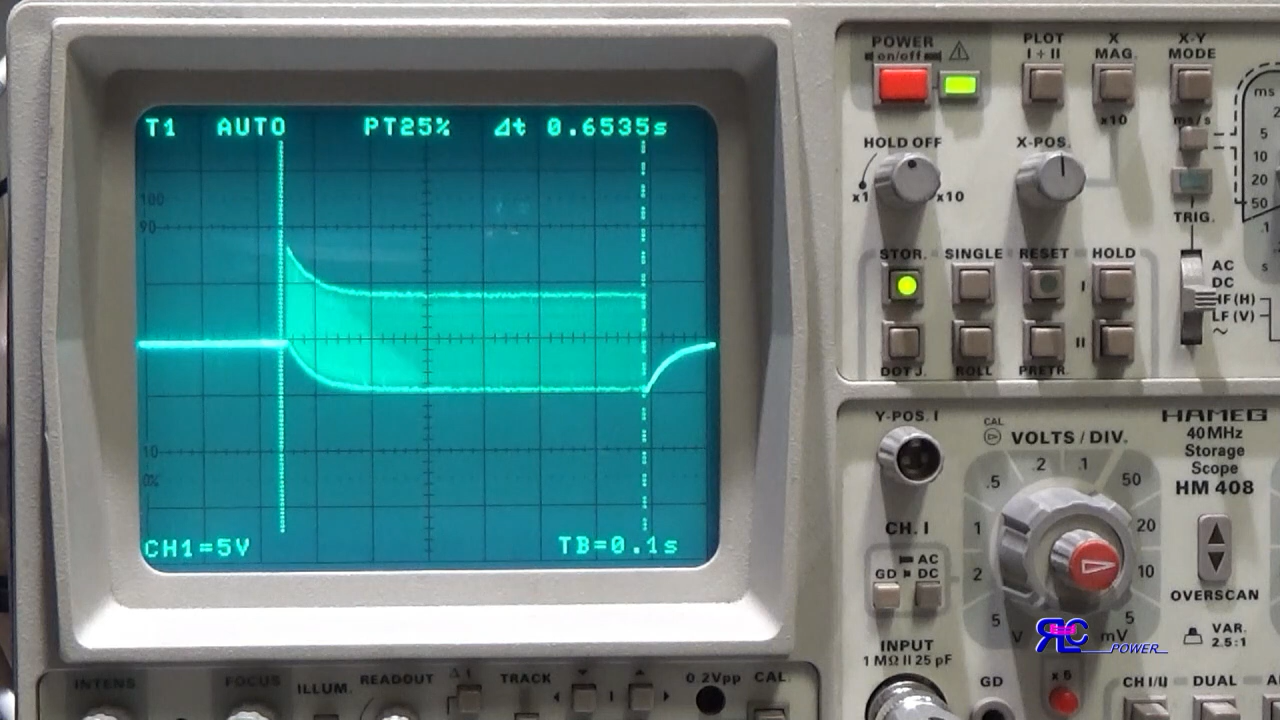 T1 AUTO PT25% Δt 0.6535s
100
90
10
0%
CH1=5V TB=0.1s
POWER
on/off
PLOT
I + II
X
MAG.
x10
X-Y
MODE
ms/s
HOLD OFF
x1 x10
X-POS.
TRIG.
ms
5
10
20
50
.1
s
STOR. SINGLE RESET HOLD
I
II
DOT J. ROLL PRETR.
AC
DC
HF (H)
LF (V)
~
Y-POS. I
CAL
VOLTS / DIV.
.5 .2 .1 50
1 20
2 10
5 V mV 5
HAMEG
40MHz
Storage
Scope
HM 408
CH. I
AC
GD DC
OVERSCAN
VAR.
2.5:1
INPUT
1 MΩ II 25 pF
x 5
GD
CH I/II DUAL
INTENS FOCUS ILLUM. READOUT Δ t TRACK 0.2Vpp CAL.
RLC POWER